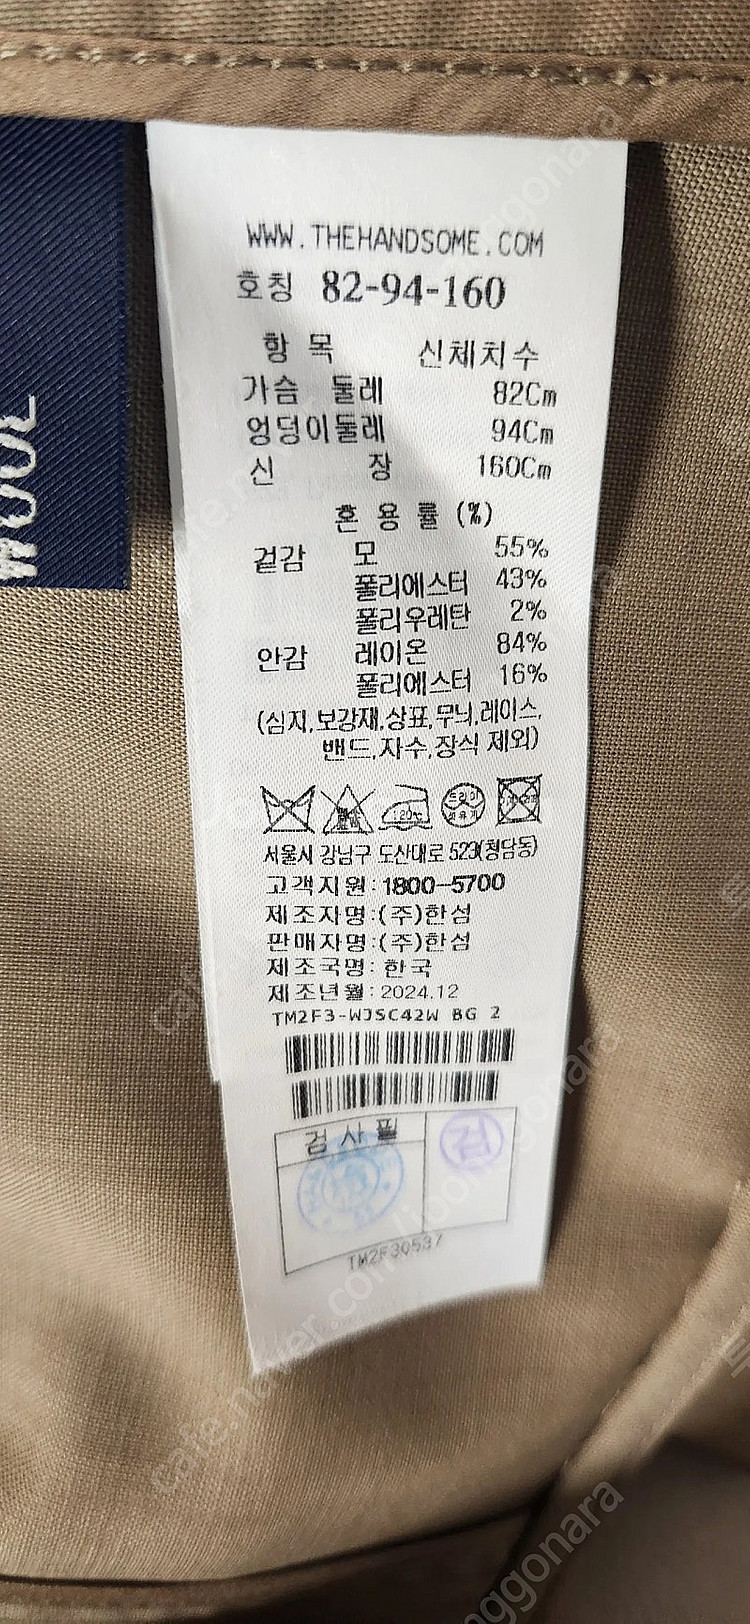 WOOL
WWW.THEHANDSOME.COM
호칭 82-94-160
항 목 신체치수
가슴 둘레 82Cm
엉덩이둘레 94Cm
신 장 160Cm
혼 용 률 (%)
겉감 모 55%
폴리에스터 43%
폴리우레탄 2%
안감 레이온 84%
폴리에스터 16%
(심지,보강재,상표,무늬,레이스,
밴드,자수,장식 제외)
서울시 강남구 도산대로 523(청담동)
고객지원:1800-5700
제조자명:(주)한섬
판매자명:(주)한섬
제조국명: 한국
제조년월:2024.12
TM2F3-WJSC42W BG 2
검 사 필
검
TM2F30537